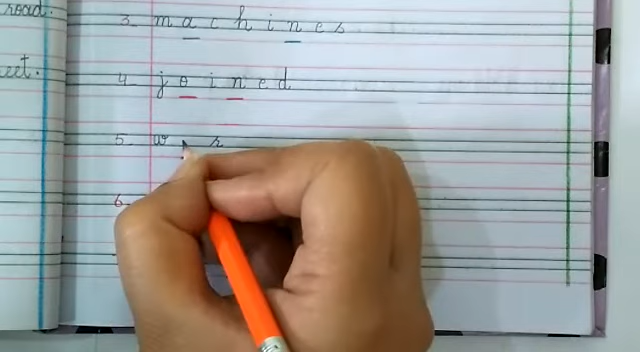 road.
3. machines
eet.
4. joined
5. w s
6.